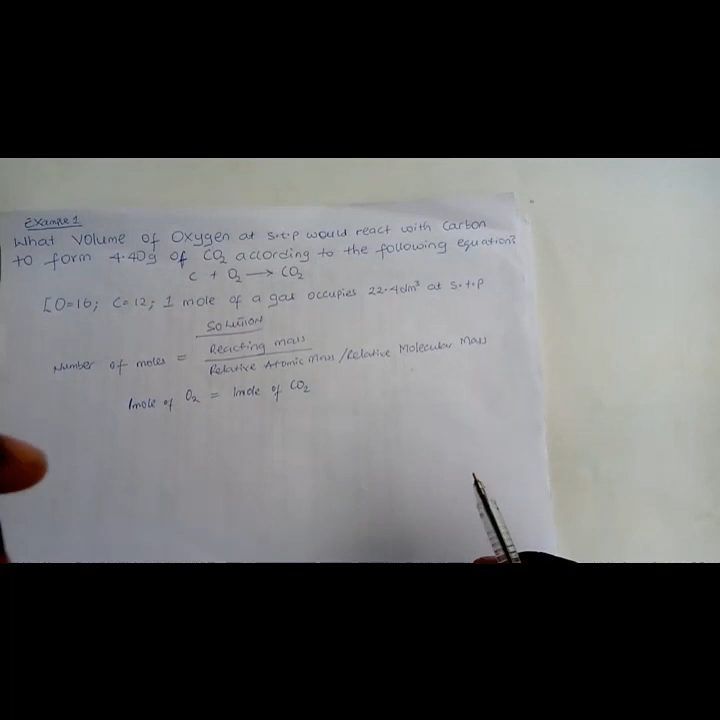 Example 1
What Volume of Oxygen at s.t.p would react with Carbon
to form 4.40g of CO₂ according to the following equation?
C + O₂ → CO₂
[O=16; C=12; 1 mole of a gas occupies 22.4dm³ at s.t.p
SOLUTION
Number of moles = Reacting mass
Relative Atomic Mass /Relative Molecular Mass
1mole of O₂ = 1mole of CO₂